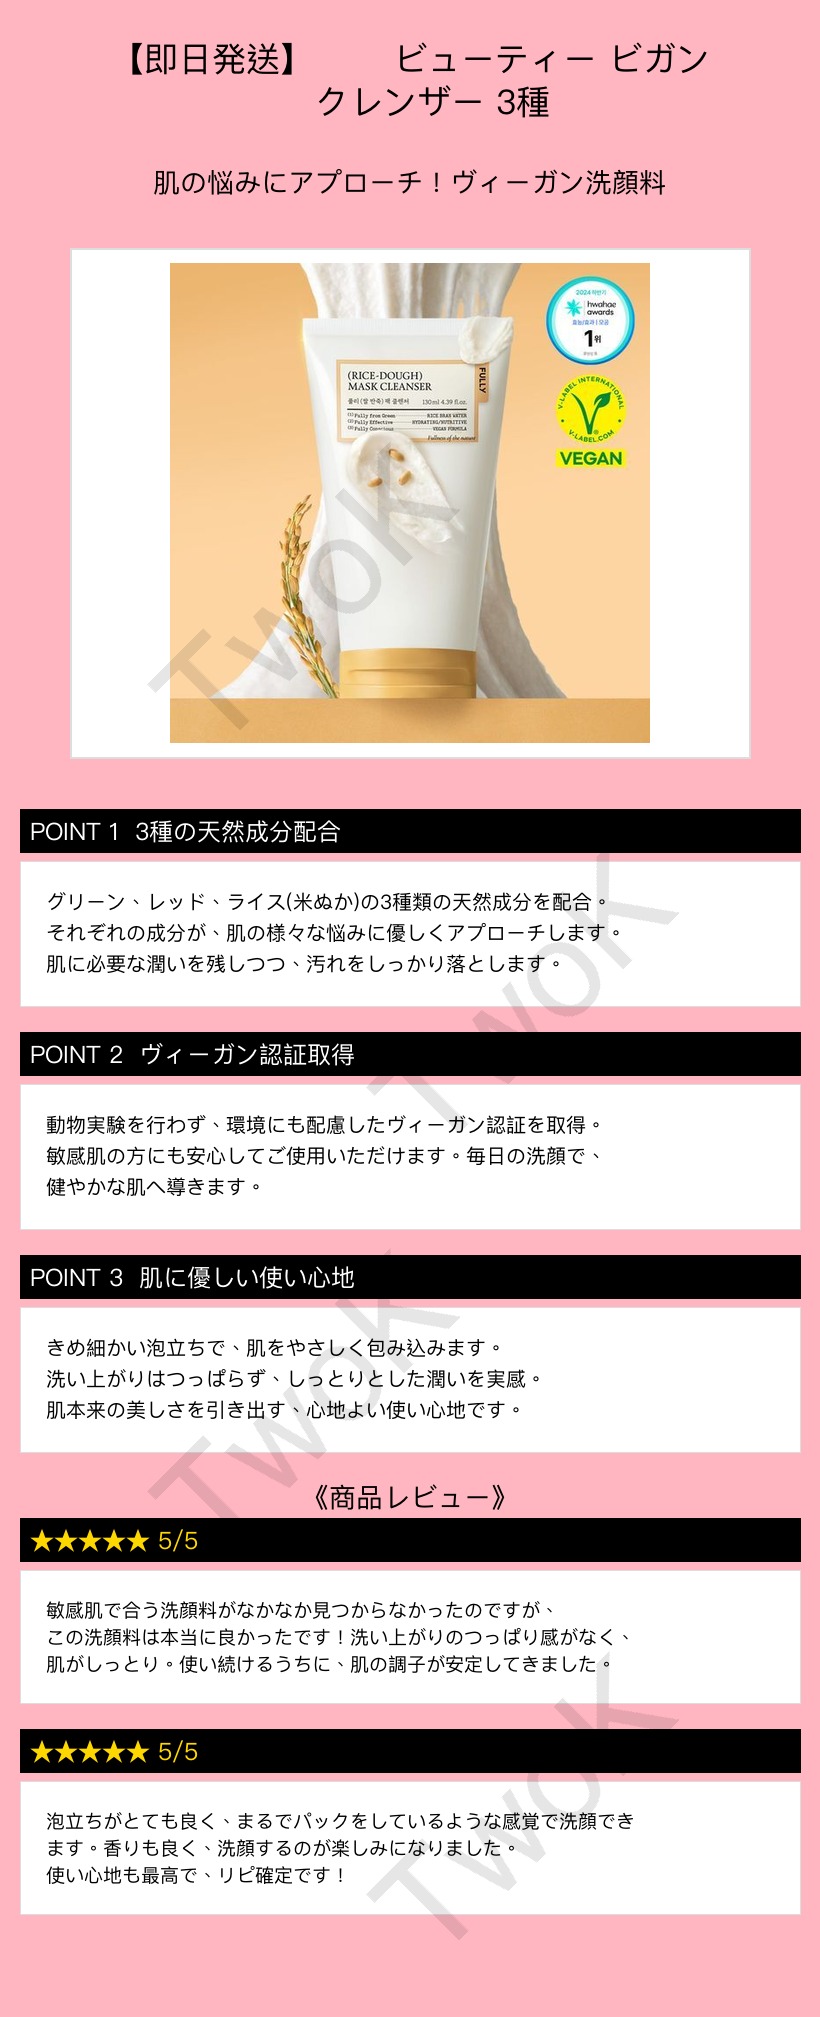 【即日発送】 ビューティー ビガン
クレンザー 3種
肌の悩みにアプローチ！ヴィーガン洗顔料
2024 하반기
hwahae
awards
효능/효과 | 모공
1위
V-LABEL INTERNATIONAL
V-LABEL.COM
VEGAN
(RICE-DOUGH)
MASK CLEANSER
풀리 (쌀 반죽) 팩 클렌저 130ml 4.39 fl.oz.
(1) Fully from Green RICE BRAN WATER
(2) Fully Effective HYDRATING/NUTRITIVE
(3) Fully Conscious VEGAN FORMULA
Fullness of the nature
FULLY
TwoK
POINT 1 3種の天然成分配合
グリーン、レッド、ライス(米ぬか)の3種類の天然成分を配合。
それぞれの成分が、肌の様々な悩みに優しくアプローチします。
肌に必要な潤いを残しつつ、汚れをしっかり落とします。
TwoK
POINT 2 ヴィーガン認証取得
動物実験を行わず、環境にも配慮したヴィーガン認証を取得。
敏感肌の方にも安心してご使用いただけます。毎日の洗顔で、
健やかな肌へ導きます。
POINT 3 肌に優しい使い心地
きめ細かい泡立ちで、肌をやさしく包み込みます。
洗い上がりはつっぱらず、しっとりとした潤いを実感。
肌本来の美しさを引き出す、心地よい使い心地です。
TwoK
《商品レビュー》
★★★★★ 5/5
敏感肌で合う洗顔料がなかなか見つからなかったのですが、
この洗顔料は本当に良かったです！洗い上がりのつっぱり感がなく、
肌がしっとり。使い続けるうちに、肌の調子が安定してきました。
★★★★★ 5/5
泡立ちがとても良く、まるでパックをしているような感覚で洗顔でき
ます。香りも良く、洗顔するのが楽しみになりました。
使い心地も最高で、リピ確定です！
TwoK